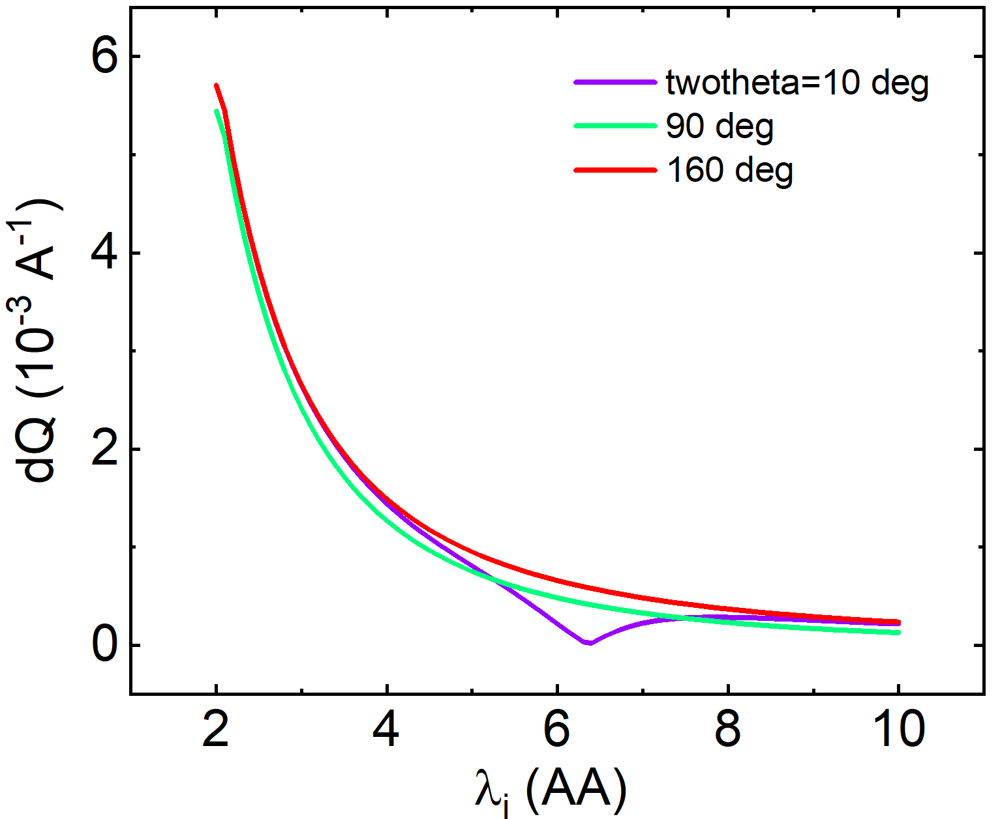 6
4
2
0
dQ (10⁻³ A⁻¹)
twotheta=10 deg
90 deg
160 deg
2 4 6 8 10
λᵢ (AA)